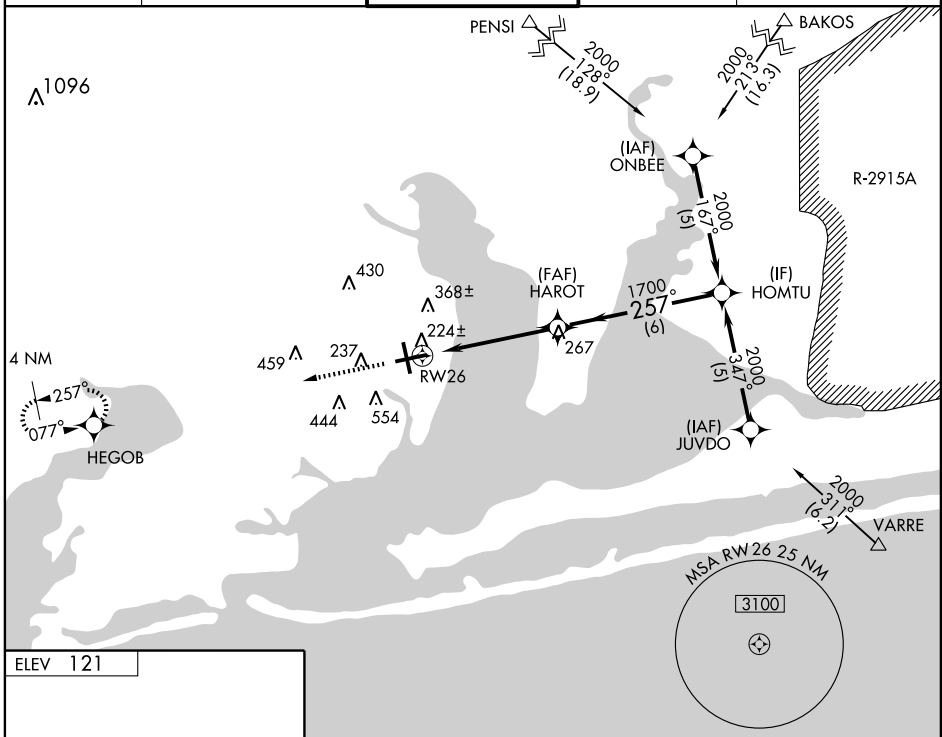 PENSI
2000
128°
(18.9)
BAKOS
2000
213°
(16.3)
1096
(IAF)
ONBEE
R-2915A
2000
167°
(5)
430
368±
(FAF)
HAROT
1700
257°
(6)
(IF)
HOMTU
224±
267
459
237
RW26
4 NM
257°
077°
HEGOB
444
554
2000
347°
(5)
(IAF)
JUVDO
2000
311°
(6.2)
VARRE
MSA RW26 25 NM
3100
ELEV 121